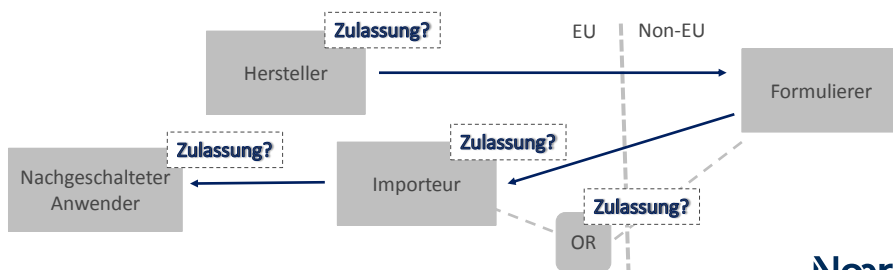 Zulassung?
EU
Non-EU
Hersteller
Formulierer
Zulassung?
Zulassung?
Nachgeschalteter
Anwender
Importeur
Zulassung?
OR